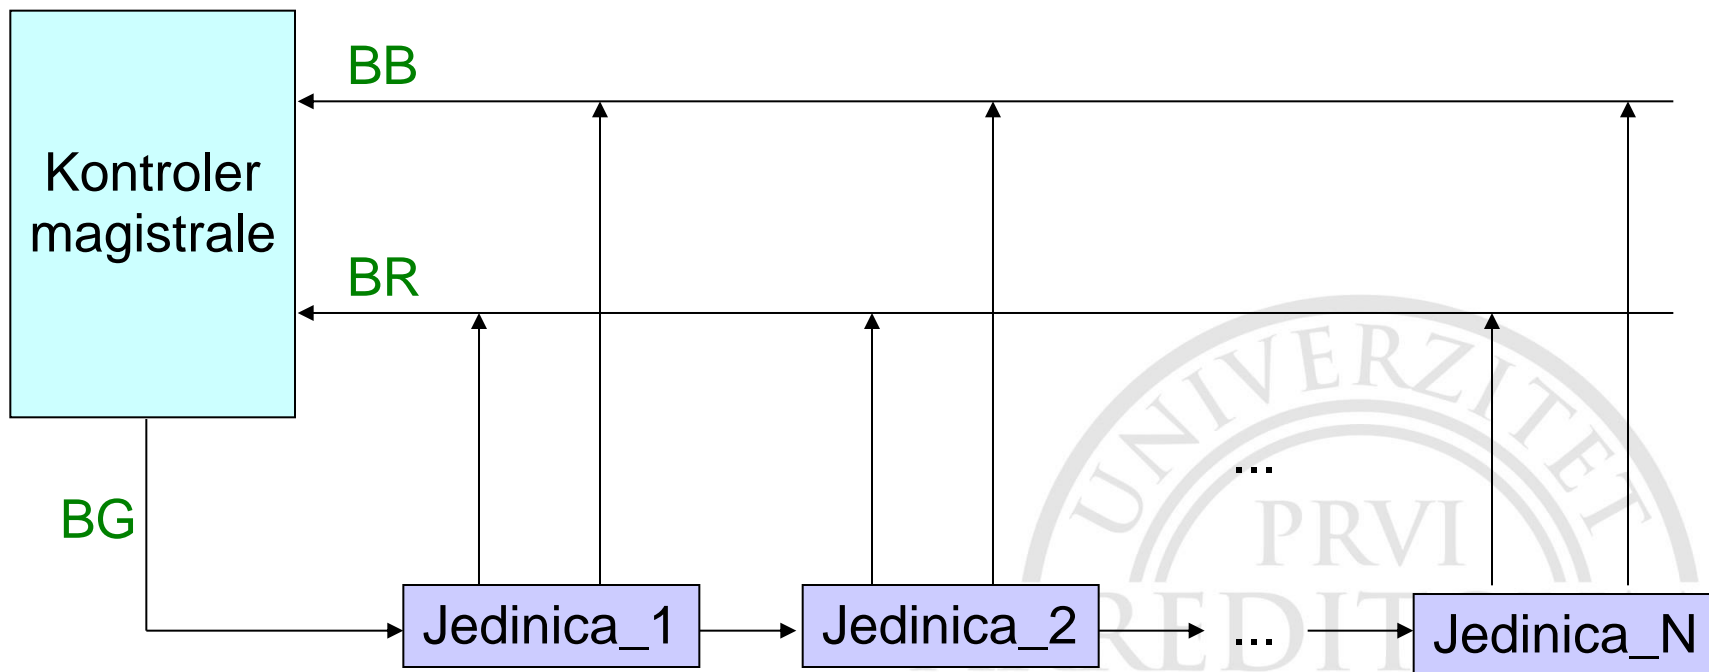 BB
Kontroler
magistrale
BR
UNIVERZITET
...
PRVI
BG
Jedinica_1
Jedinica_2
...
Jedinica_N